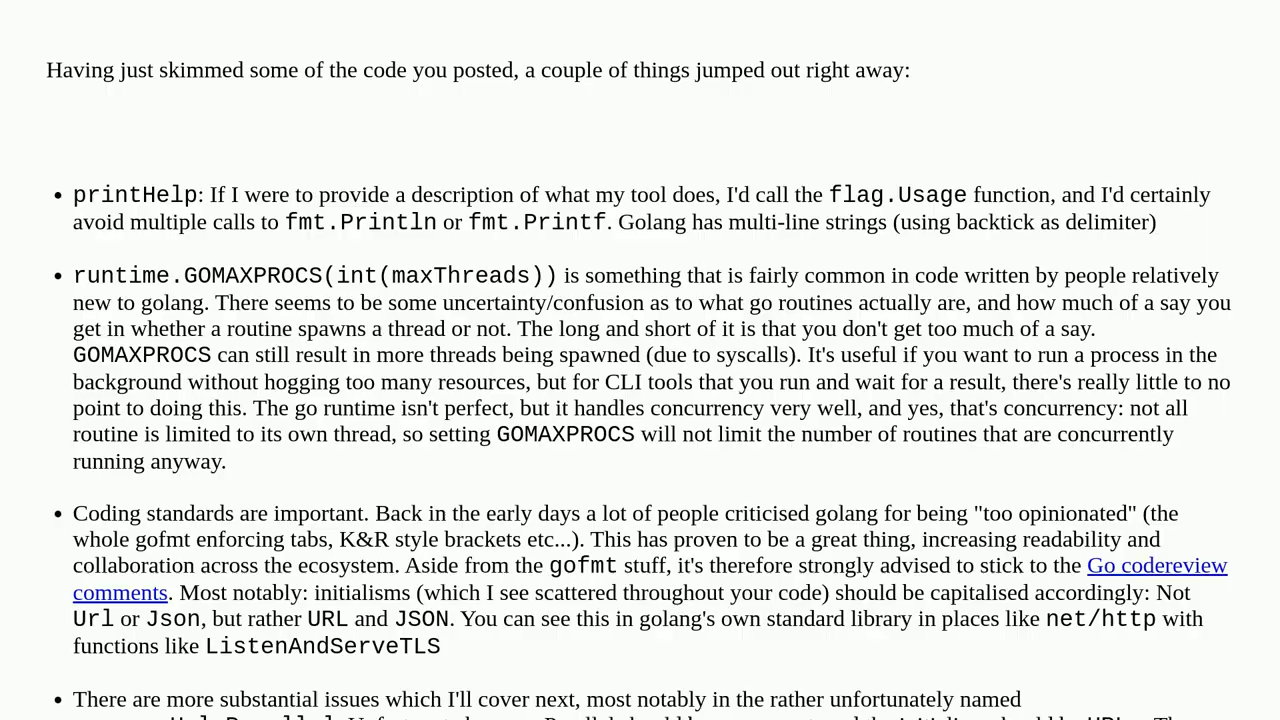 Having just skimmed some of the code you posted, a couple of things jumped out right away:
• printHelp: If I were to provide a description of what my tool does, I'd call the flag.Usage function, and I'd certainly
avoid multiple calls to fmt.Println or fmt.Printf. Golang has multi-line strings (using backtick as delimiter)
• runtime.GOMAXPROCS(int(maxThreads)) is something that is fairly common in code written by people relatively
new to golang. There seems to be some uncertainty/confusion as to what go routines actually are, and how much of a say you
get in whether a routine spawns a thread or not. The long and short of it is that you don't get too much of a say.
GOMAXPROCS can still result in more threads being spawned (due to syscalls). It's useful if you want to run a process in the
background without hogging too many resources, but for CLI tools that you run and wait for a result, there's really little to no
point to doing this. The go runtime isn't perfect, but it handles concurrency very well, and yes, that's concurrency: not all
routine is limited to its own thread, so setting GOMAXPROCS will not limit the number of routines that are concurrently
running anyway.
• Coding standards are important. Back in the early days a lot of people criticised golang for being "too opinionated" (the
whole gofmt enforcing tabs, K&R style brackets etc...). This has proven to be a great thing, increasing readability and
collaboration across the ecosystem. Aside from the gofmt stuff, it's therefore strongly advised to stick to the Go codereview
comments. Most notably: initialisms (which I see scattered throughout your code) should be capitalised accordingly: Not
Url or Json, but rather URL and JSON. You can see this in golang's own standard library in places like net/http with
functions like ListenAndServeTLS
• There are more substantial issues which I'll cover next, most notably in the rather unfortunately named